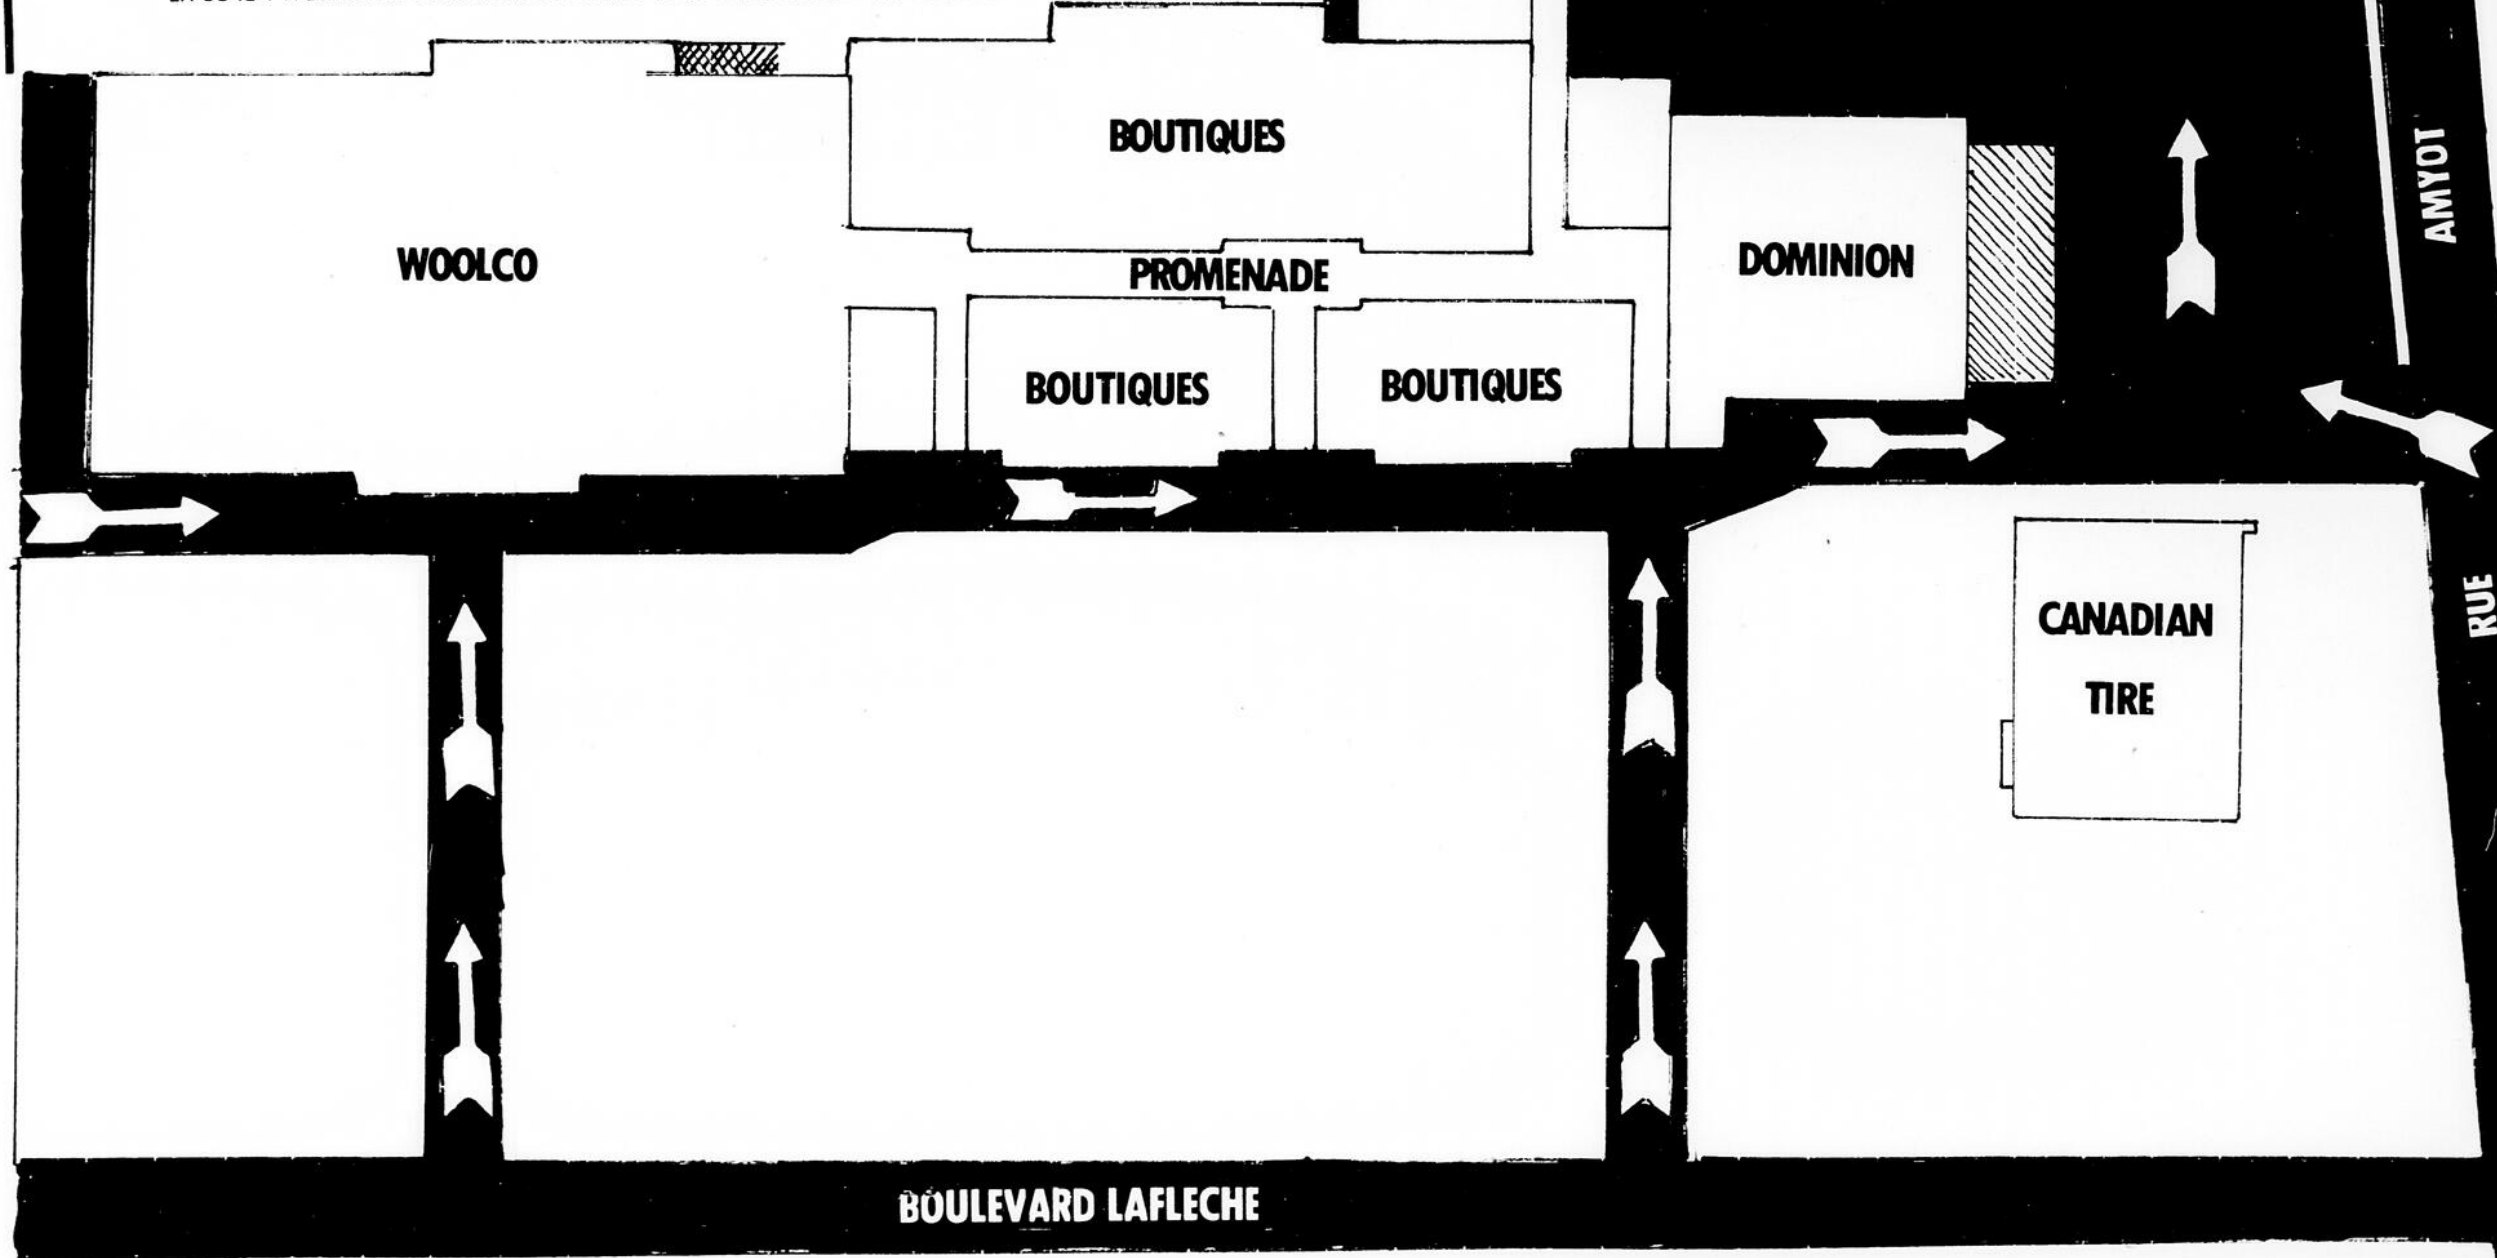 BOUTIQUES
AMYOT
WOOLCO
PROMENADE
DOMINION
BOUTIQUES
BOUTIQUES
CANADIAN
TIRE
RUE
BOULEVARD LAFLECHE